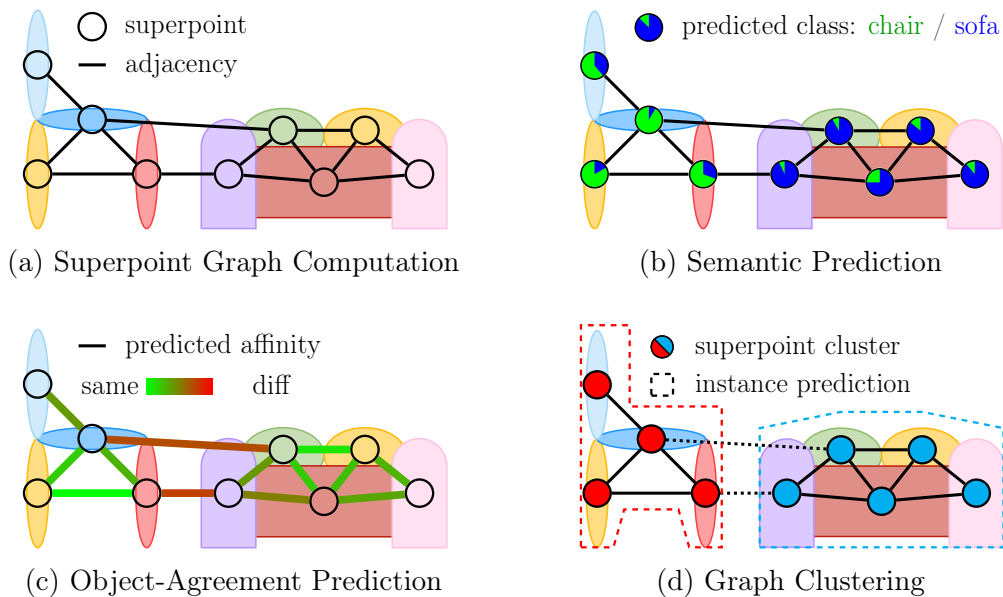 superpoint
adjacency
(a) Superpoint Graph Computation
predicted class: chair / sofa
(b) Semantic Prediction
predicted affinity
same diff
(c) Object-Agreement Prediction
superpoint cluster
instance prediction
(d) Graph Clustering